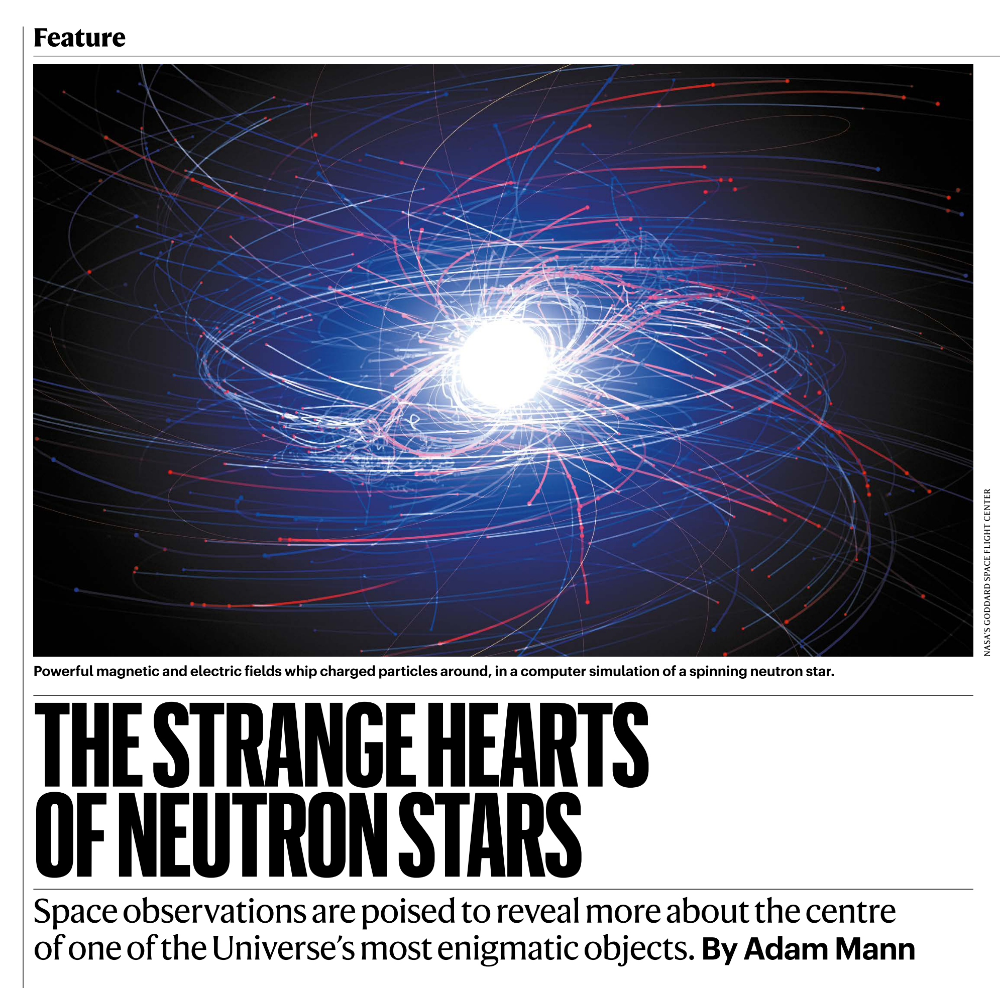 Feature
NASA'S GODDARD SPACE FLIGHT CENTER
Powerful magnetic and electric fields whip charged particles around, in a computer simulation of a spinning neutron star.
THE STRANGE HEARTS
OF NEUTRON STARS
Space observations are poised to reveal more about the centre
of one of the Universe’s most enigmatic objects. By Adam Mann